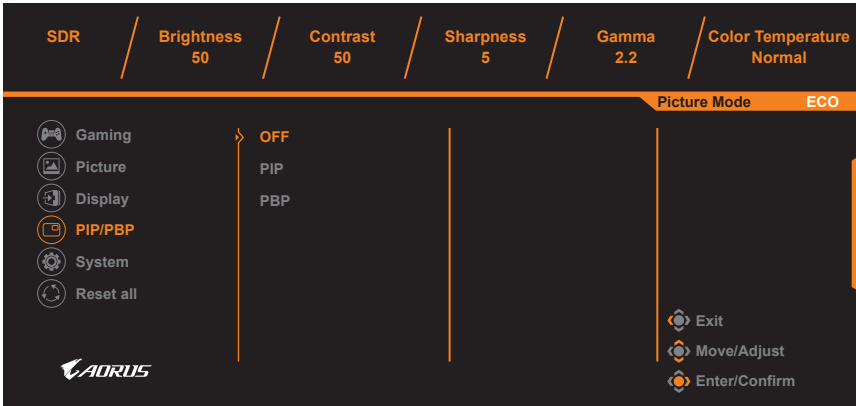 SDR
Brightness
50
Contrast
50
Sharpness
5
Gamma
2.2
Color Temperature
Normal
Picture Mode ECO
Gaming
Picture
Display
PIP/PBP
System
Reset all
OFF
PIP
PBP
Exit
Move/Adjust
Enter/Confirm
AORUS